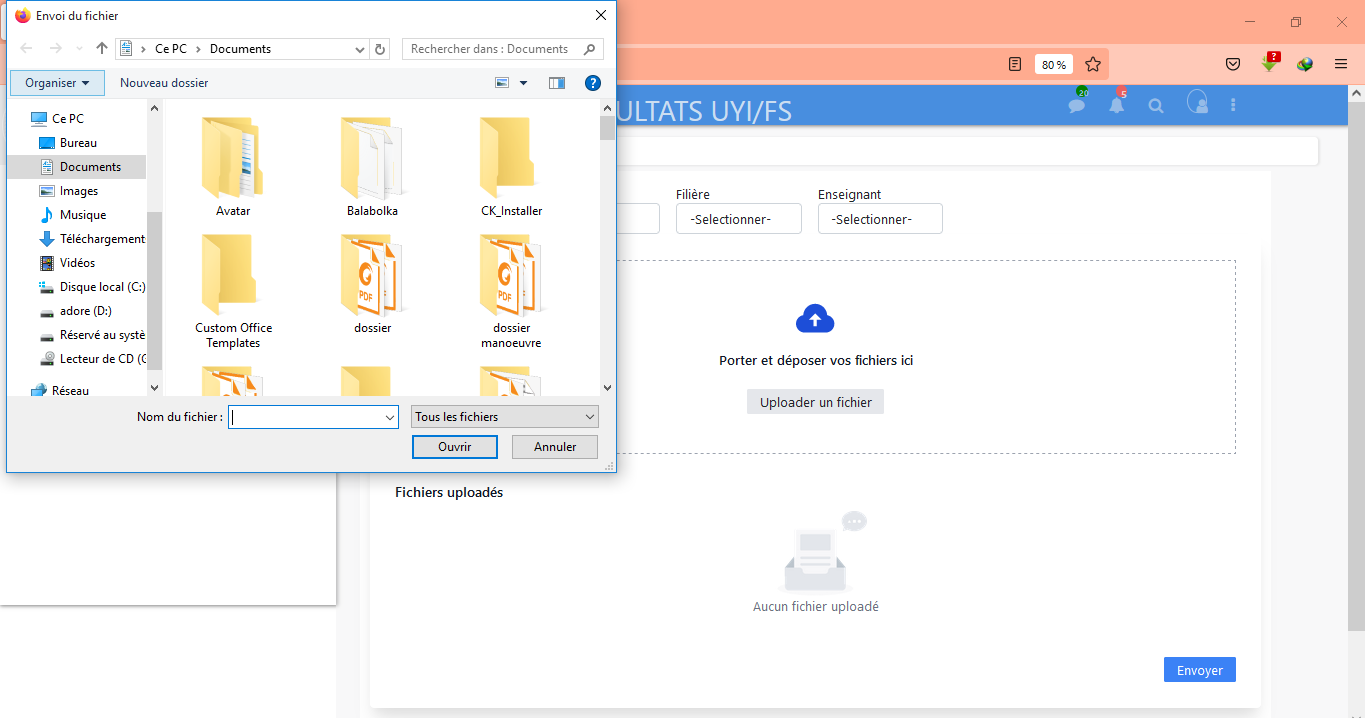 Envoi du fichier
Ce PC > Documents
Rechercher dans : Documents
Organiser
Nouveau dossier
Ce PC
Bureau
Documents
Images
Musique
Téléchargement
Vidéos
Disque local (C:)
adore (D:)
Réservé au systè
Lecteur de CD (
Réseau
Avatar
Balabolka
CK_Installer
Custom Office
Templates
PDF
dossier
PDF
dossier
manoeuvre
Nom du fichier :
Tous les fichiers
Ouvrir
Annuler
80 %
?
ULTATS UYI/FS
20
5
Filière
Enseignant
-Selectionner-
-Selectionner-
Porter et déposer vos fichiers ici
Uploader un fichier
Fichiers uploadés
Aucun fichier uploadé
Envoyer